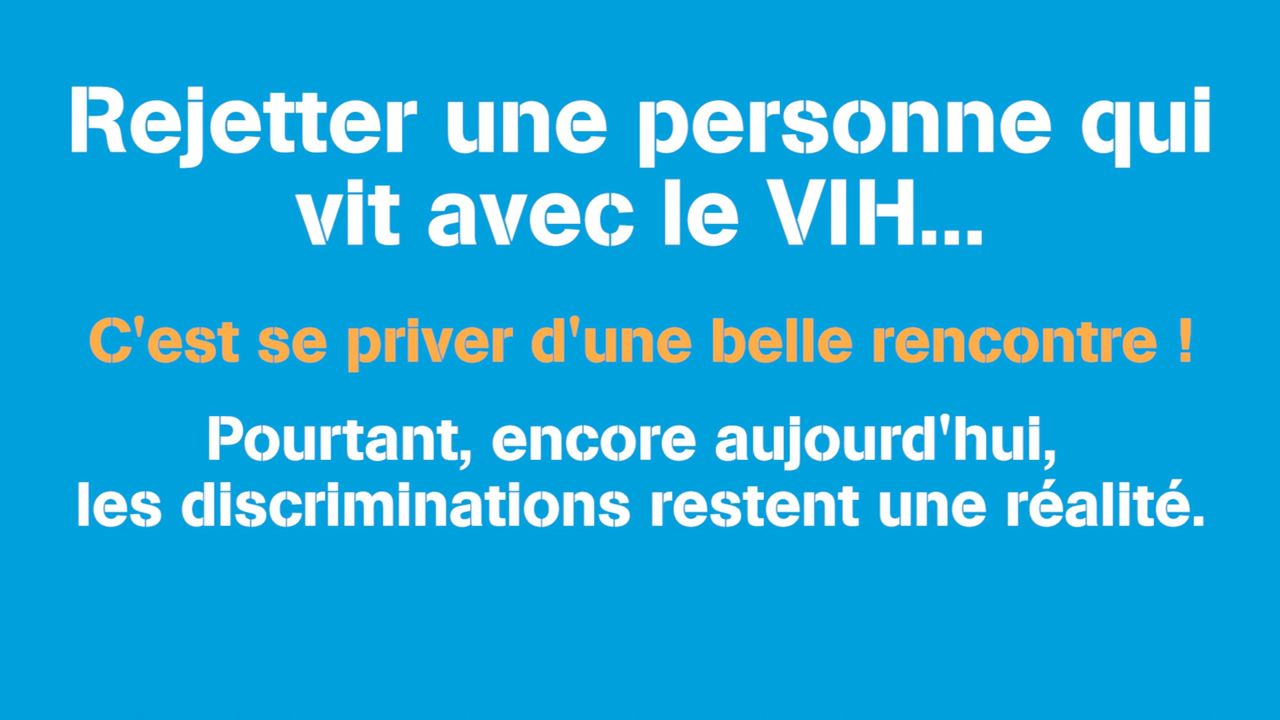 Rejetter une personne qui
vit avec le VIH...
C'est se priver d'une belle rencontre !
Pourtant, encore aujourd'hui,
les discriminations restent une réalité.